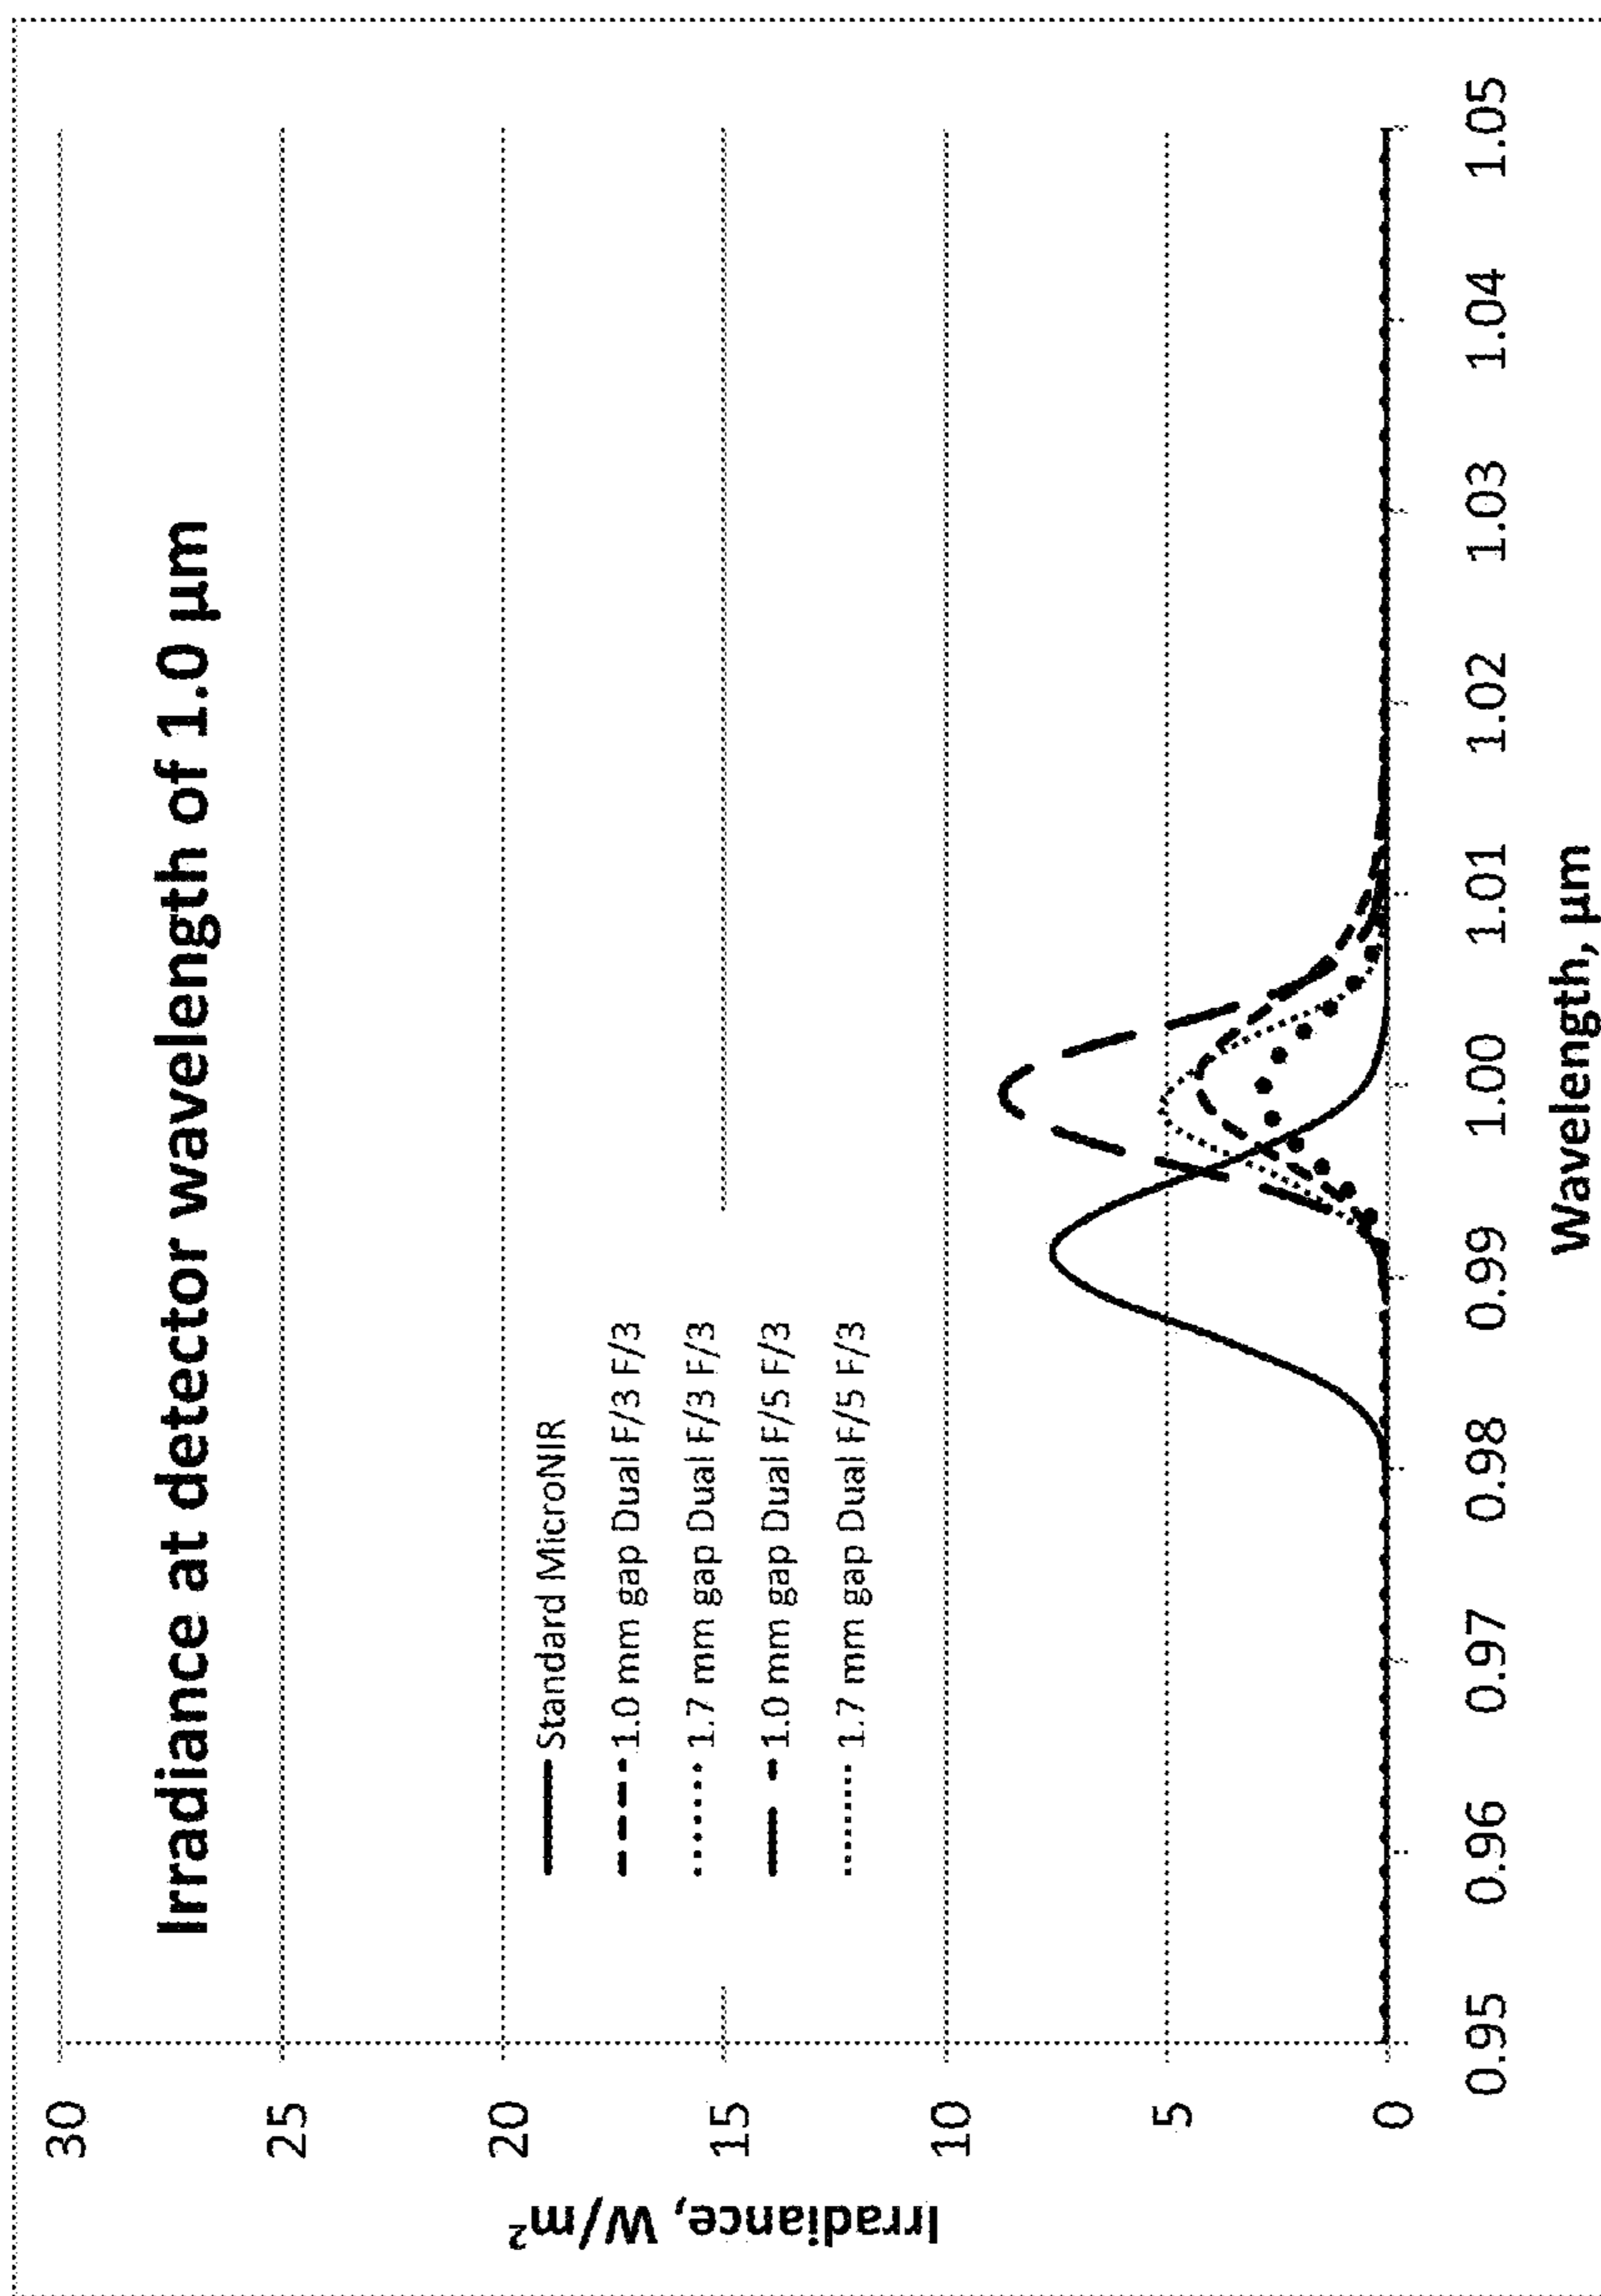 Irradiance at detector wavelength of 1.0 µm
30
25
20
15
10
5
0
Irradiance, W/m²
Standard MicroNIR
1.0 mm gap Dual F/3 F/3
1.7 mm gap Dual F/3 F/3
1.0 mm gap Dual F/5 F/3
1.7 mm gap Dual F/5 F/3
0.95 0.96 0.97 0.98 0.99 1.00 1.01 1.02 1.03 1.04 1.05
Wavelength, µm